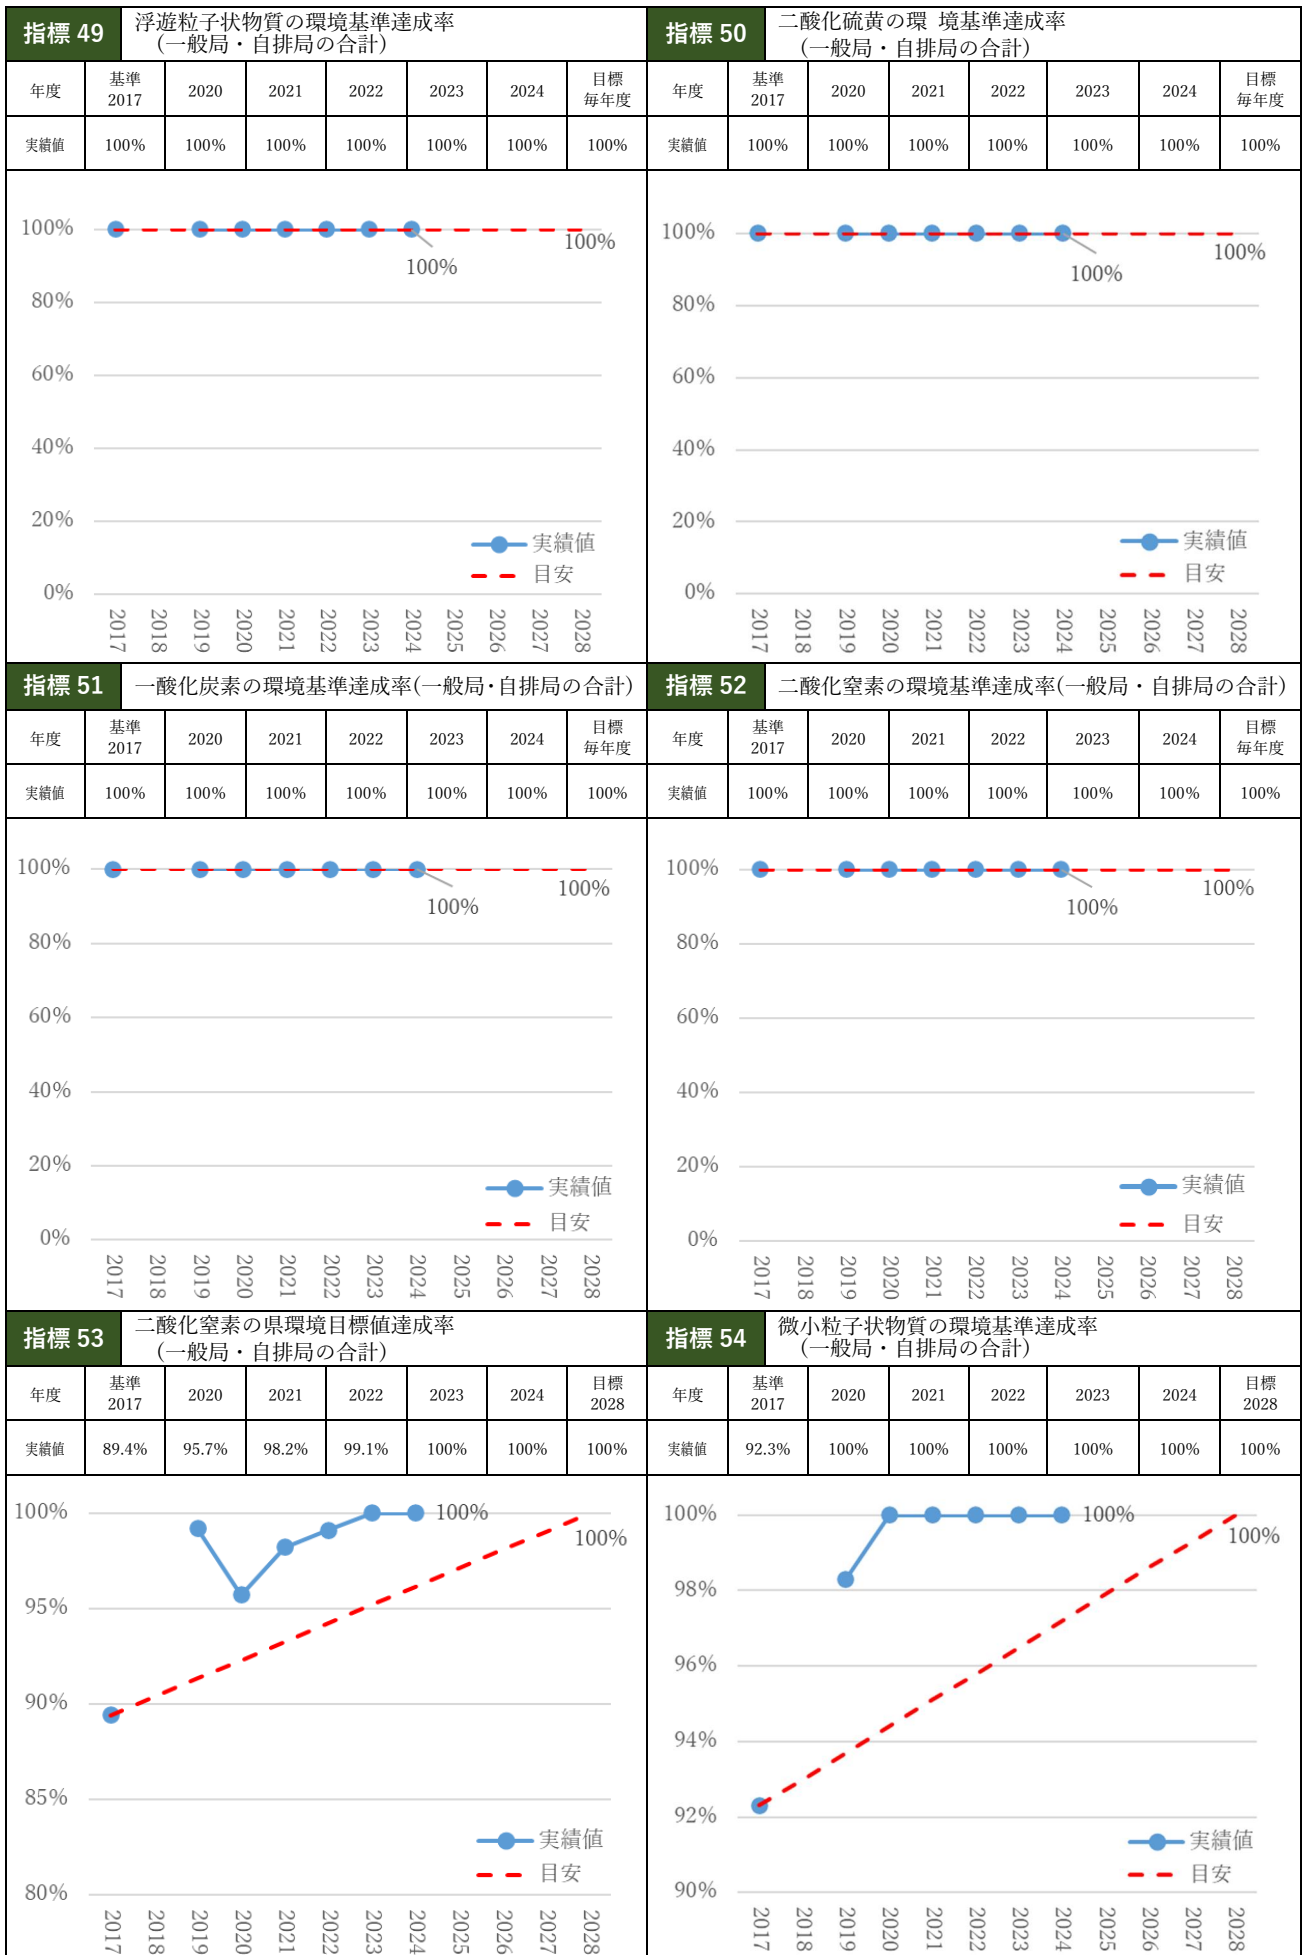 指標 49
浮遊粒子状物質の環境基準達成率
(一般局・自排局の合計)
年度 基準 2017 2020 2021 2022 2023 2024 目標 毎年度
実績値 100% 100% 100% 100% 100% 100% 100%
100%
80%
60%
40%
20%
0%
100%
100%
実績値
目安
2017 2018 2019 2020 2021 2022 2023 2024 2025 2026 2027 2028
指標 50
二酸化硫黄の環 境基準達成率
(一般局・自排局の合計)
年度 基準 2017 2020 2021 2022 2023 2024 目標 毎年度
実績値 100% 100% 100% 100% 100% 100% 100%
100%
80%
60%
40%
20%
0%
100%
100%
実績値
目安
2017 2018 2019 2020 2021 2022 2023 2024 2025 2026 2027 2028
指標 51
一酸化炭素の環境基準達成率(一般局・自排局の合計)
年度 基準 2017 2020 2021 2022 2023 2024 目標 毎年度
実績値 100% 100% 100% 100% 100% 100% 100%
100%
80%
60%
40%
20%
0%
100%
100%
実績値
目安
2017 2018 2019 2020 2021 2022 2023 2024 2025 2026 2027 2028
指標 52
二酸化窒素の環境基準達成率(一般局・自排局の合計)
年度 基準 2017 2020 2021 2022 2023 2024 目標 毎年度
実績値 100% 100% 100% 100% 100% 100% 100%
100%
80%
60%
40%
20%
0%
100%
100%
実績値
目安
2017 2018 2019 2020 2021 2022 2023 2024 2025 2026 2027 2028
指標 53
二酸化窒素の県環境目標値達成率
(一般局・自排局の合計)
年度 基準 2017 2020 2021 2022 2023 2024 目標 2028
実績値 89.4% 95.7% 98.2% 99.1% 100% 100% 100%
100%
95%
90%
85%
80%
100%
100%
実績値
目安
2017 2018 2019 2020 2021 2022 2023 2024 2025 2026 2027 2028
指標 54
微小粒子状物質の環境基準達成率
(一般局・自排局の合計)
年度 基準 2017 2020 2021 2022 2023 2024 目標 2028
実績値 92.3% 100% 100% 100% 100% 100% 100%
100%
98%
96%
94%
92%
90%
100%
100%
実績値
目安
2017 2018 2019 2020 2021 2022 2023 2024 2025 2026 2027 2028